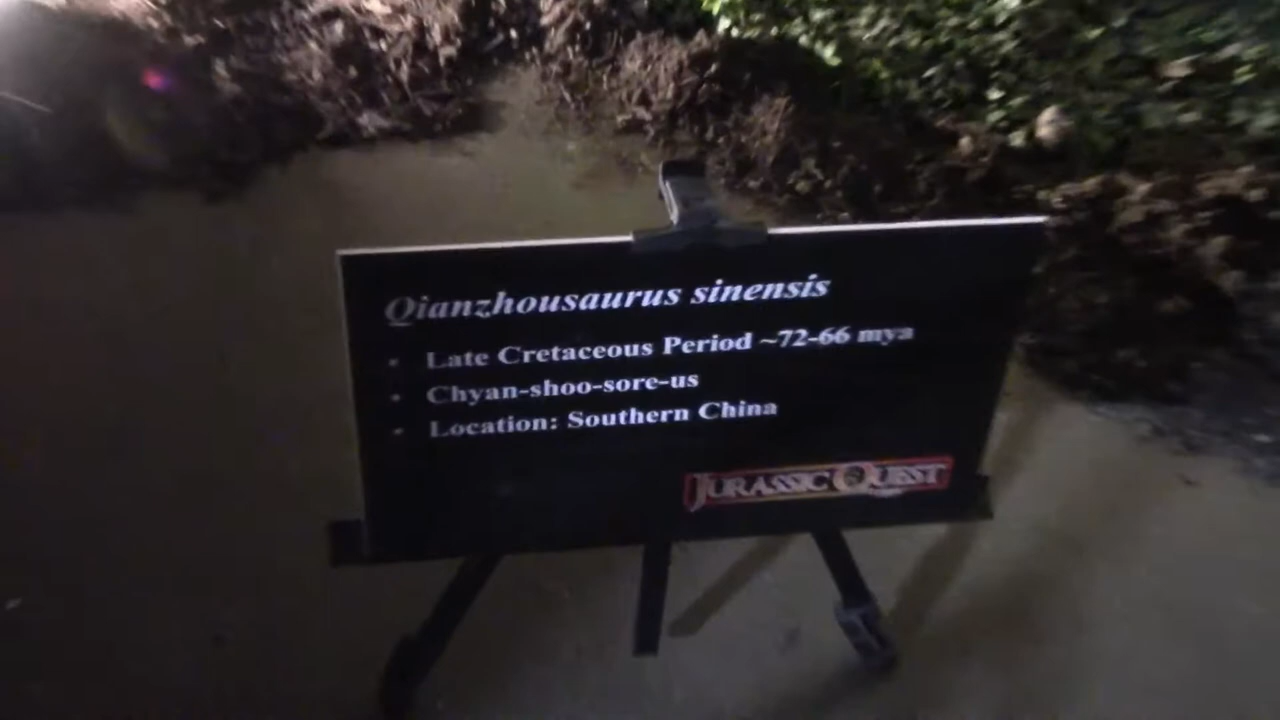 Qianzhousaurus sinensis
• Late Cretaceous Period ~72-66 mya
• Chyan-shoo-sore-us
• Location: Southern China
JURASSIC QUEST